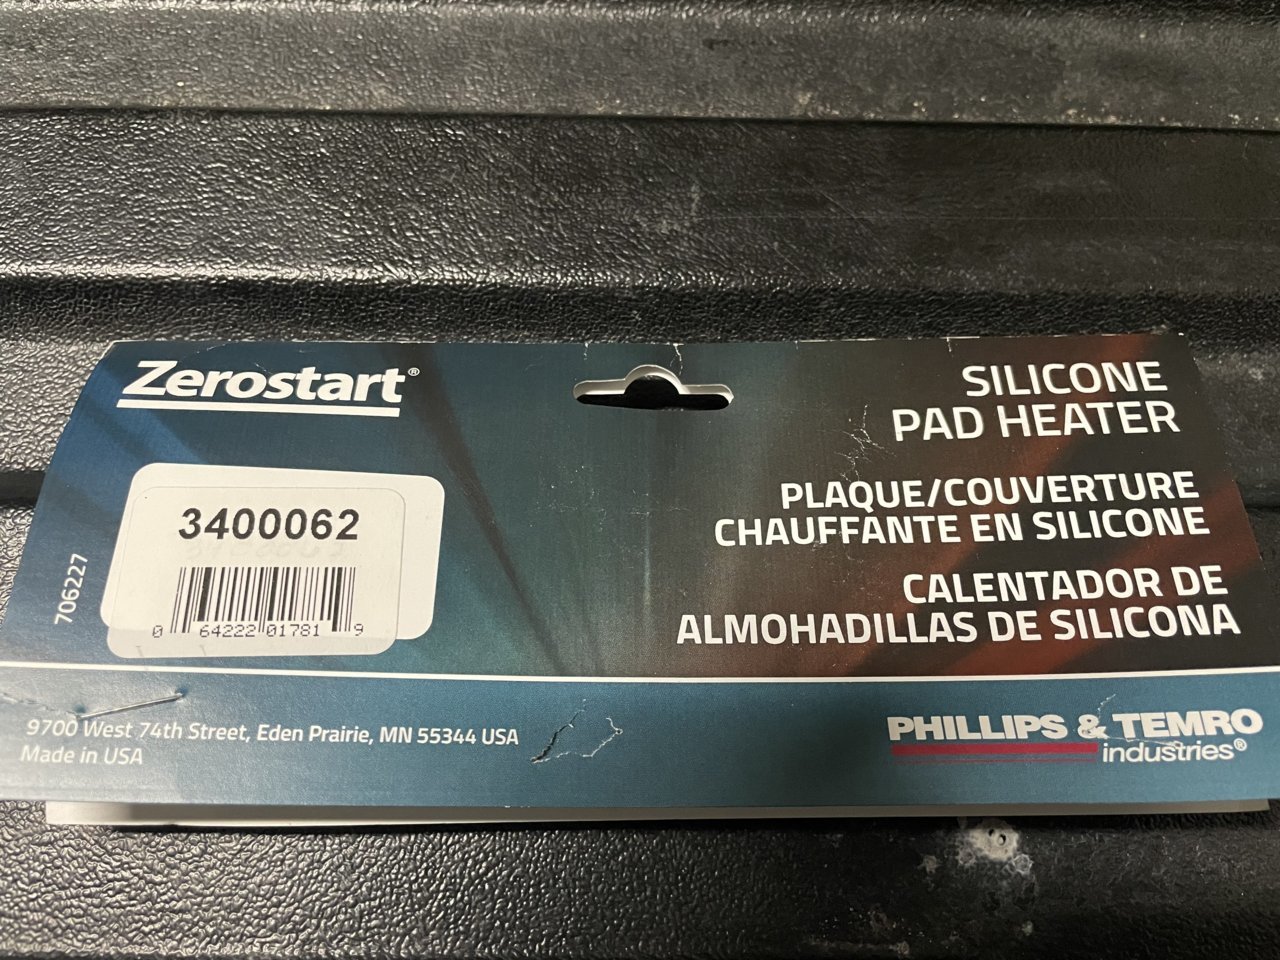 Zerostart®
SILICONE
PAD HEATER
PLAQUE/COUVERTURE
CHAUFFANTE EN SILICONE
CALENTADOR DE
ALMOHADILLAS DE SILICONA
3400062
0 64222 01781 9
706227
9700 West 74th Street, Eden Prairie, MN 55344 USA
Made in USA
PHILLIPS & TEMRO
industries®